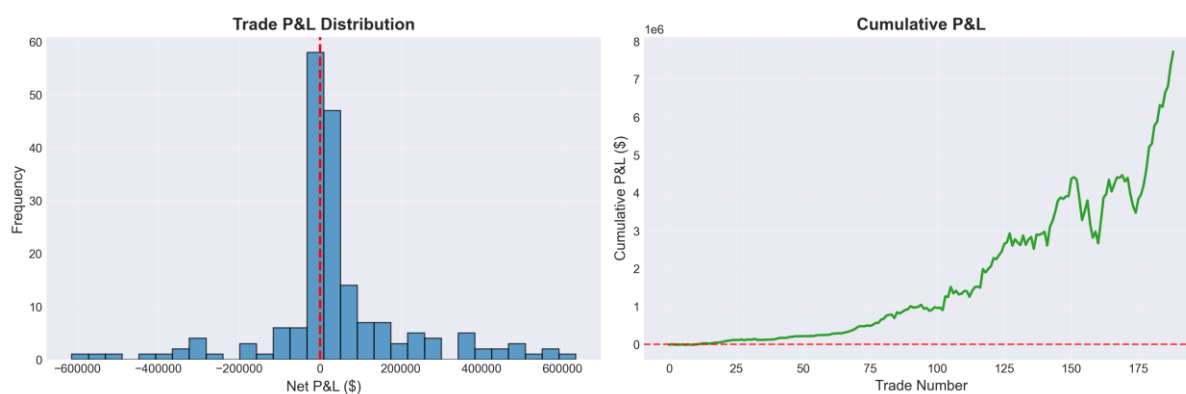 Trade P&L Distribution
Frequency
60
50
40
30
20
10
0
−600000 −400000 −200000 0 200000 400000 600000
Net P&L ($)
Cumulative P&L
1e6
Cumulative P&L ($)
8
7
6
5
4
3
2
1
0
0 25 50 75 100 125 150 175
Trade Number